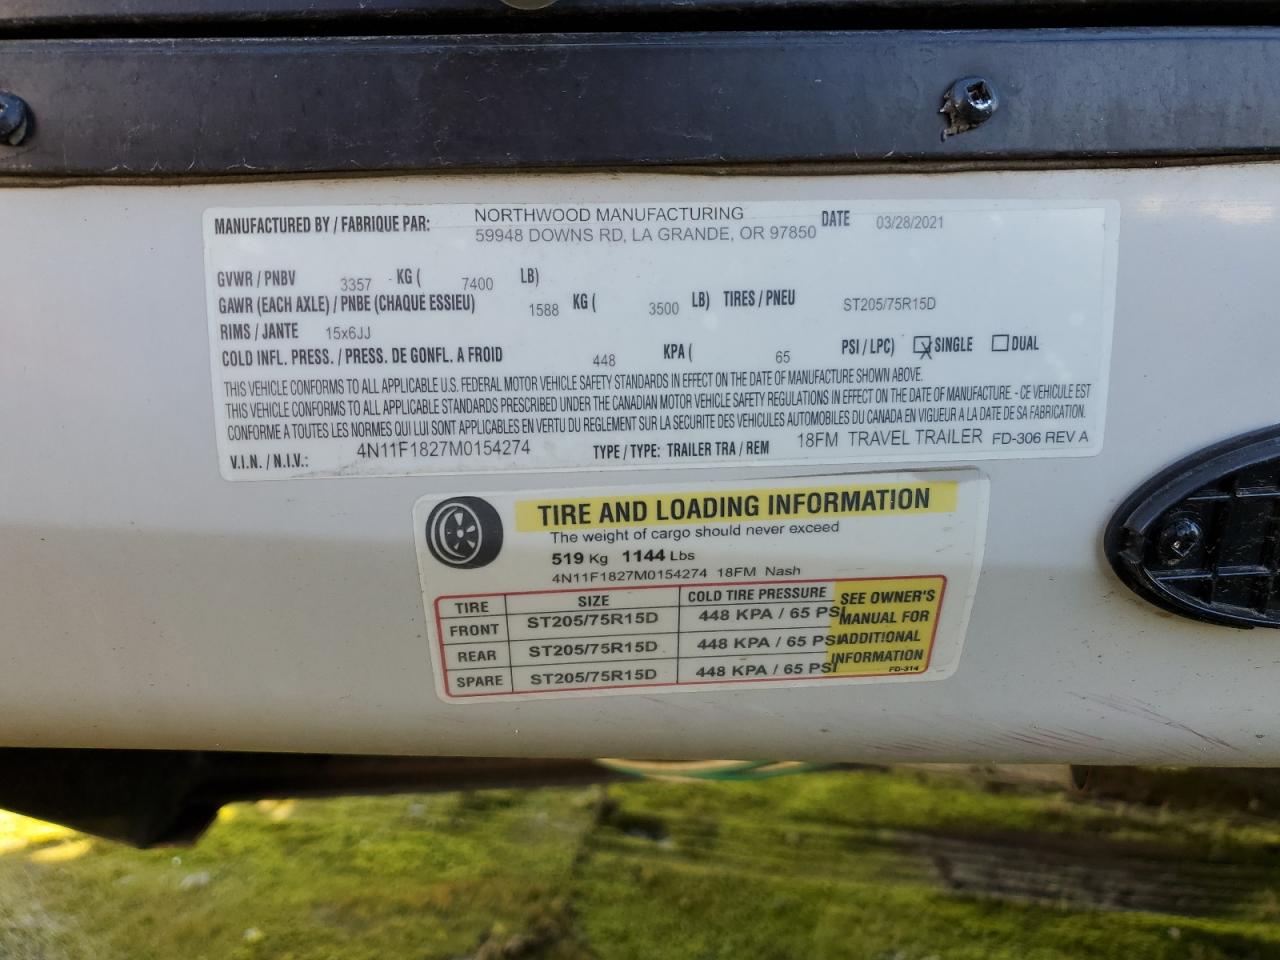 MANUFACTURED BY / FABRIQUE PAR: NORTHWOOD MANUFACTURING DATE 03/28/2021
59948 DOWNS RD, LA GRANDE, OR 97850
GVWR / PNBV 3357 KG ( 7400 LB)
GAWR (EACH AXLE) / PNBE (CHAQUE ESSIEU) 1588 KG ( 3500 LB) TIRES / PNEU ST205/75R15D
RIMS / JANTE 15x6JJ
COLD INFL. PRESS. / PRESS. DE GONFL. A FROID 448 KPA ( 65 PSI / LPC) SINGLE DUAL
THIS VEHICLE CONFORMS TO ALL APPLICABLE U.S. FEDERAL MOTOR VEHICLE SAFETY STANDARDS IN EFFECT ON THE DATE OF MANUFACTURE SHOWN ABOVE.
THIS VEHICLE CONFORMS TO ALL APPLICABLE STANDARDS PRESCRIBED UNDER THE CANADIAN MOTOR VEHICLE SAFETY REGULATIONS IN EFFECT ON THE DATE OF MANUFACTURE - CE VEHICULE EST
CONFORME A TOUTES LES NORMES QUI LUI SONT APPLICABLES EN VERTU DU REGLEMENT SUR LA SECURITE DES VEHICULES AUTOMOBILES DU CANADA EN VIGUEUR A LA DATE DE SA FABRICATION.
V.I.N. / N.I.V.: 4N11F1827M0154274 TYPE / TYPE: TRAILER TRA / REM 18FM TRAVEL TRAILER FD-306 REV A
TIRE AND LOADING INFORMATION
The weight of cargo should never exceed
519 Kg 1144 Lbs
4N11F1827M0154274 18FM Nash
TIRE SIZE COLD TIRE PRESSURE
FRONT ST205/75R15D 448 KPA / 65 PSI
REAR ST205/75R15D 448 KPA / 65 PSI
SPARE ST205/75R15D 448 KPA / 65 PSI
SEE OWNER'S
MANUAL FOR
ADDITIONAL
INFORMATION
FD-314